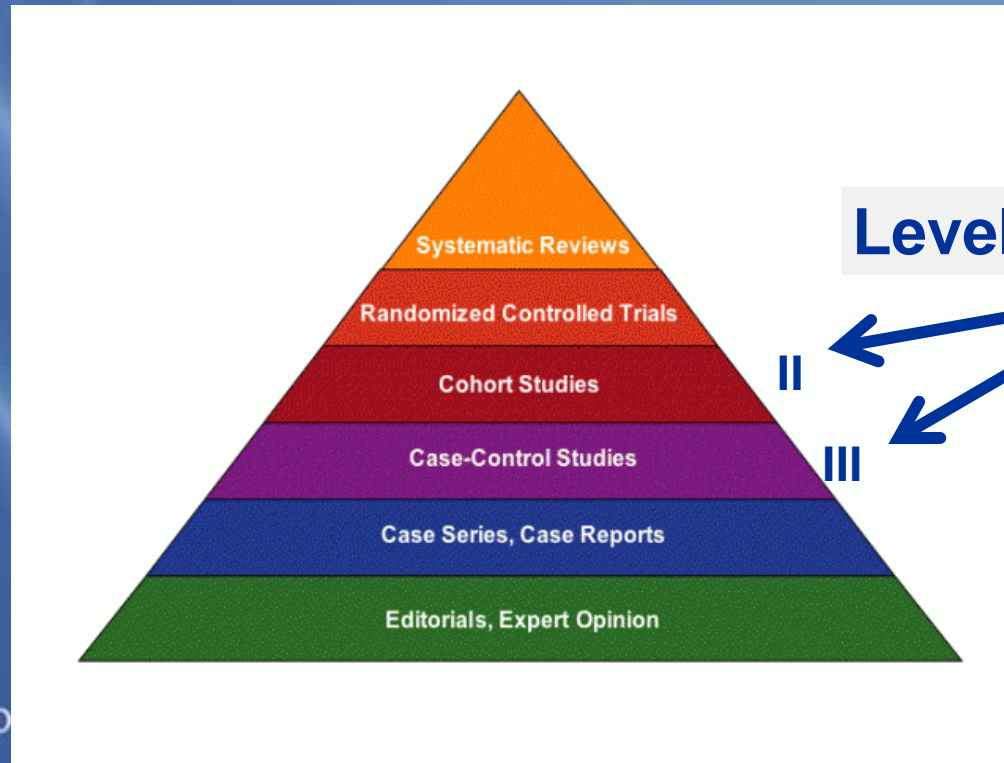 Systematic Reviews
Level
Randomized Controlled Trials
II
Cohort Studies
Case-Control Studies
III
Case Series, Case Reports
Editorials, Expert Opinion